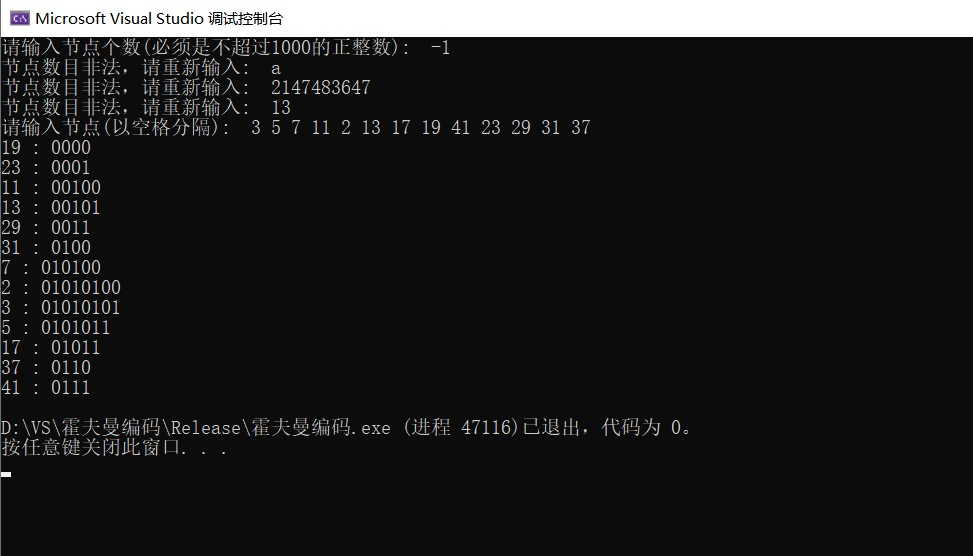 C:\ Microsoft Visual Studio 调试控制台
请输入节点个数(必须是不超过1000的正整数): -1
节点数目非法，请重新输入: a
节点数目非法，请重新输入: 2147483647
节点数目非法，请重新输入: 13
请输入节点(以空格分隔): 3 5 7 11 2 13 17 19 41 23 29 31 37
19 : 0000
23 : 0001
11 : 00100
13 : 00101
29 : 0011
31 : 0100
7 : 010100
2 : 01010100
3 : 01010101
5 : 0101011
17 : 01011
37 : 0110
41 : 0111
D:\VS\霍夫曼编码\Release\霍夫曼编码.exe (进程 47116)已退出，代码为 0。
按任意键关闭此窗口. . .